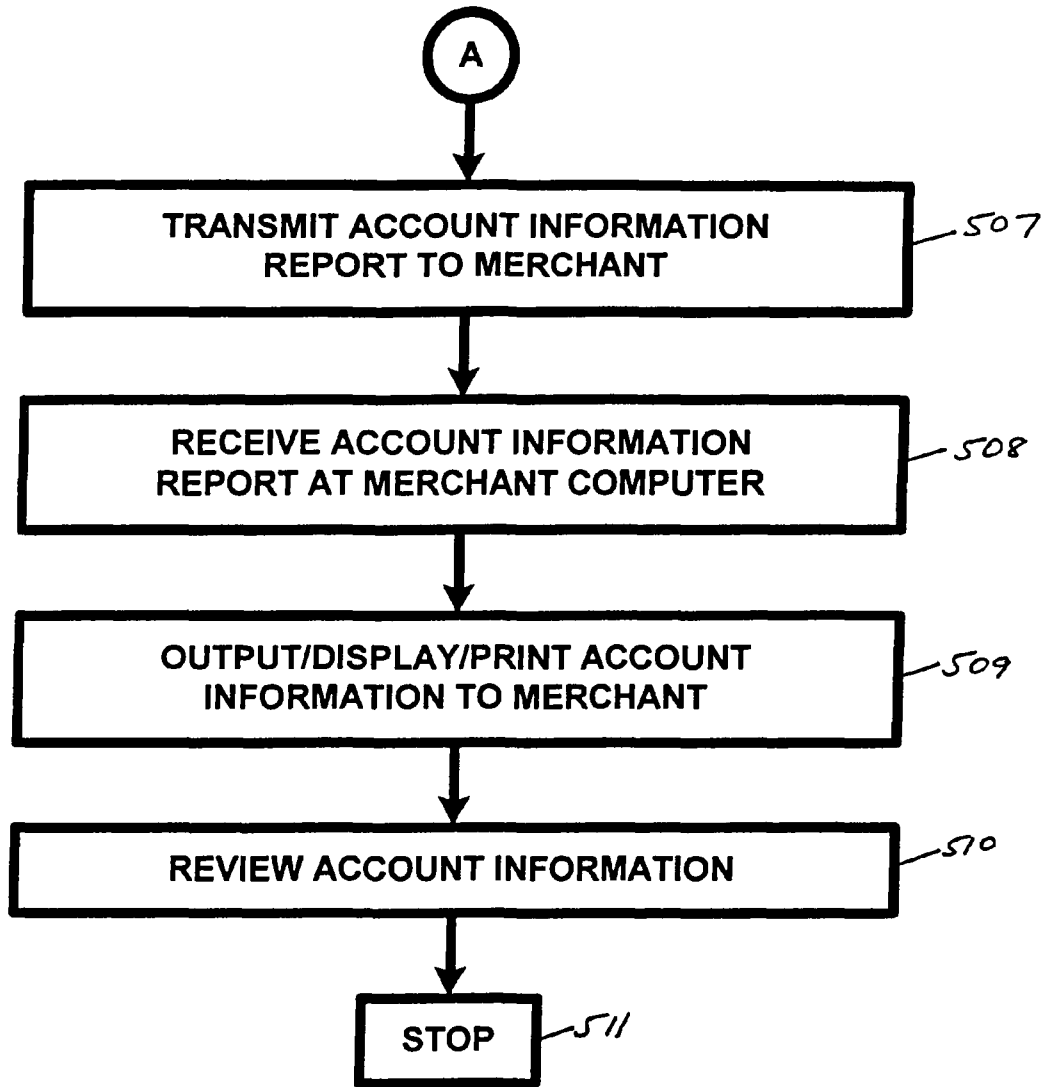 A
TRANSMIT ACCOUNT INFORMATION
REPORT TO MERCHANT
507
RECEIVE ACCOUNT INFORMATION
REPORT AT MERCHANT COMPUTER
508
OUTPUT/DISPLAY/PRINT ACCOUNT
INFORMATION TO MERCHANT
509
REVIEW ACCOUNT INFORMATION
510
STOP
511